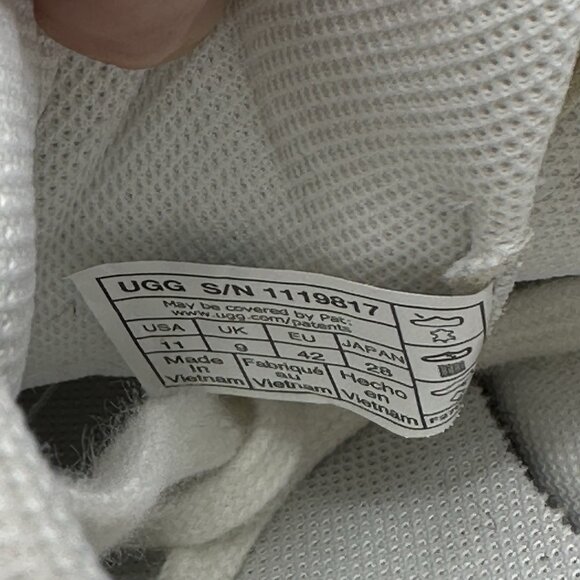 UGG S/N 1119817
May be covered by Pat.:
www.ugg.com/patents
USA UK EU JAPAN
11 9 42 28
Made in Vietnam
Fabriqué au Vietnam
Hecho en Vietnam